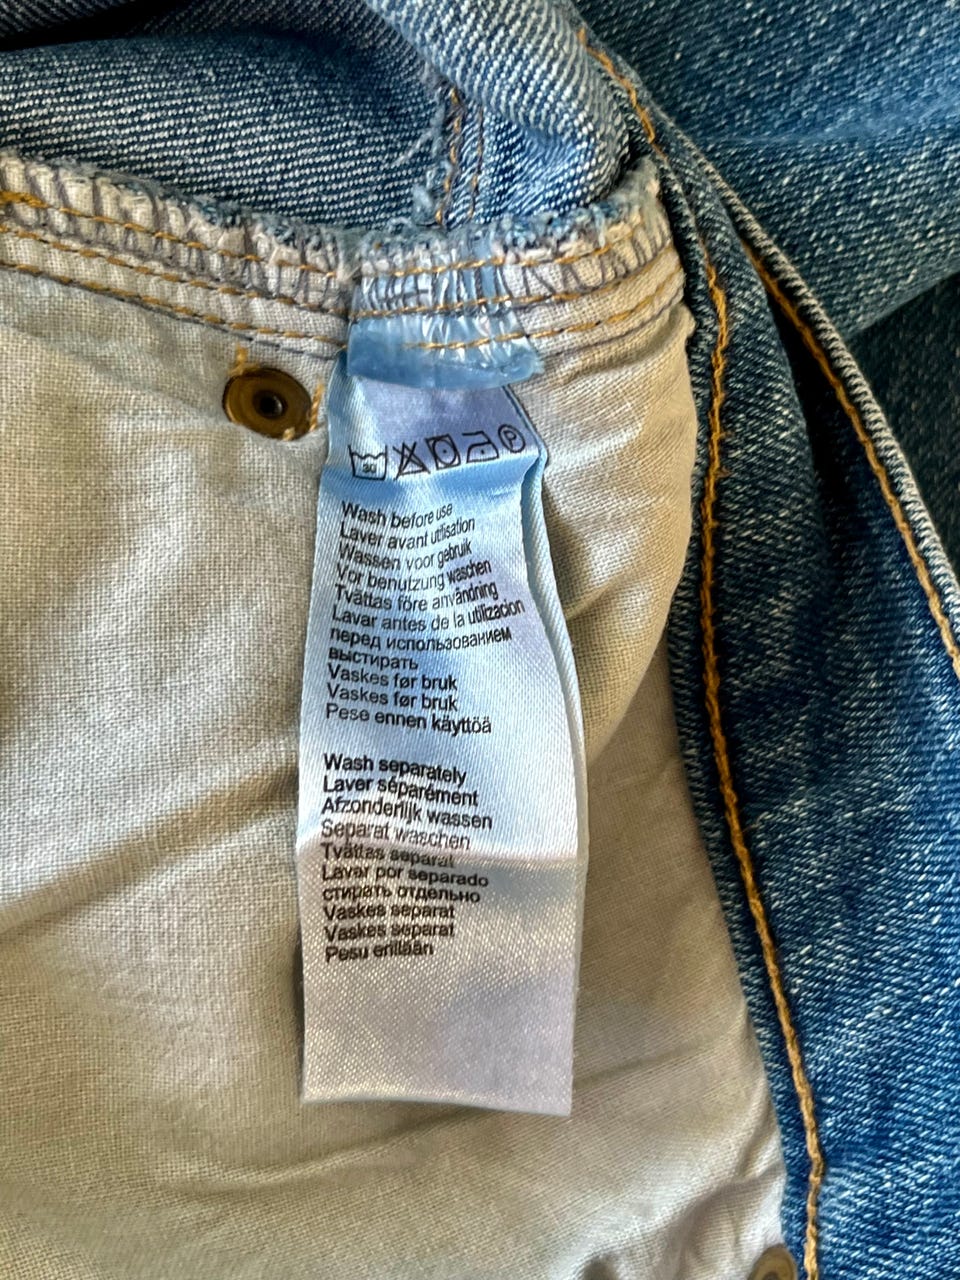 30
P
Wash before use
Laver avant utilisation
Wassen voor gebruik
Vor benutzung waschen
Tvättas före användning
Lavar antes de la utilizacion
перед использованием
выстирать
Vaskes før bruk
Vaskes før bruk
Pese ennen käyttöä
Wash separately
Laver séparément
Afzonderlijk wassen
Separat waschen
Tvättas separat
Lavar por separado
стирать отдельно
Vaskes separat
Vaskes separat
Pesu erillään